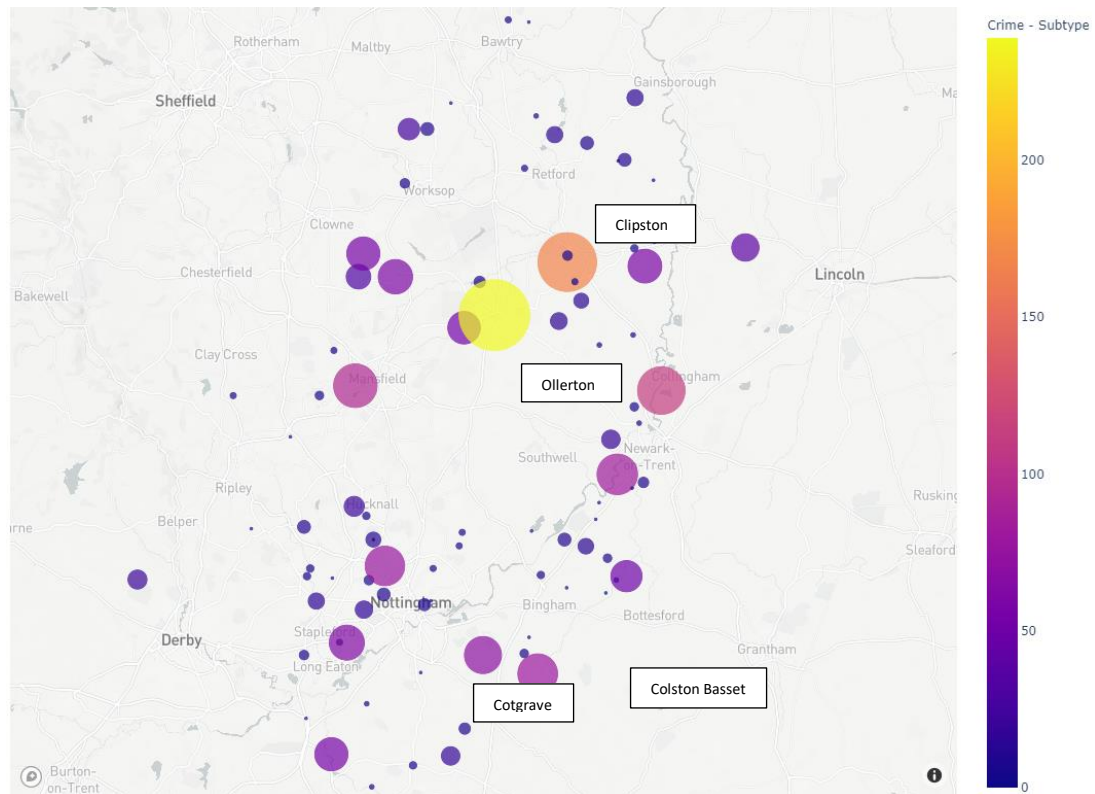 Crime - Subtype
Rotherham
Maltby
Bawtry
Gainsborough
Sheffield
Retford
Worksop
Clowne
Clipston
200
Chesterfield
Lincoln
Bakewell
150
Clay Cross
Mansfield
Ollerton
Collingham
Southwell
Newark-
on-Trent
100
Ripley
Hucknall
Ruskin
Belper
Sleaford
Nottingham
Bingham
Bottesford
50
Derby
Stapleford
Long Eaton
Grantham
Colston Basset
Cotgrave
Burton-
on-Trent
0